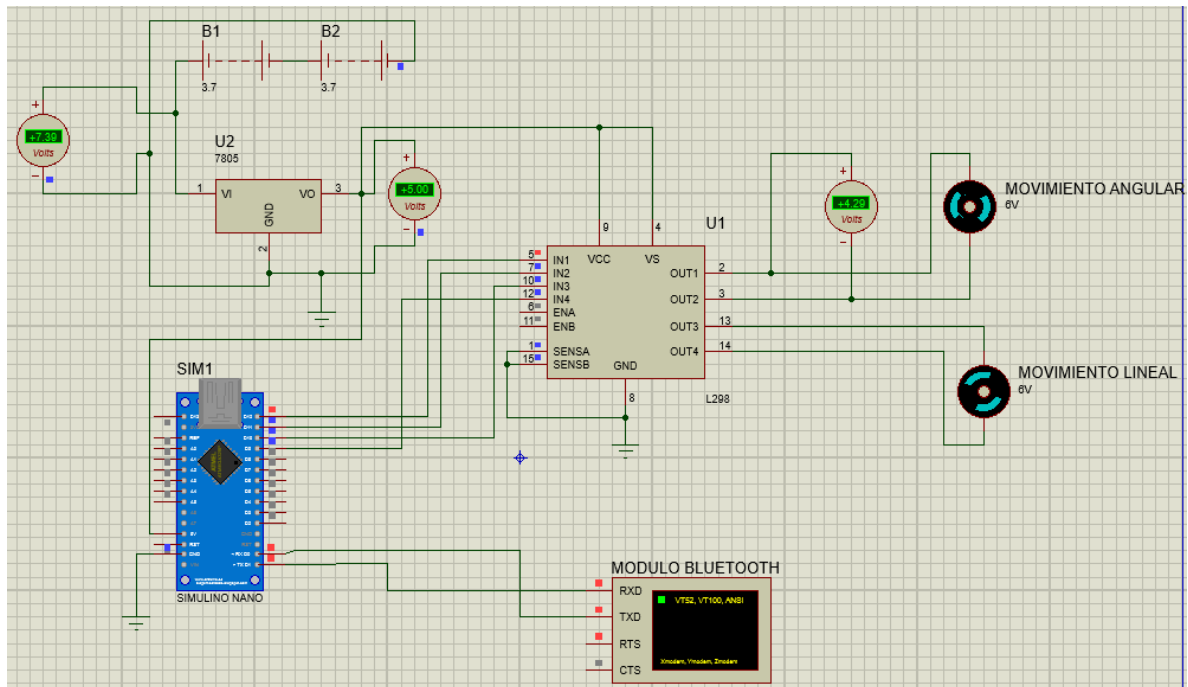 B1
B2
3.7
3.7
+7.39
Volts
U2
7805
1
VI
VO
3
GND
2
+5.00
Volts
+4.29
Volts
MOVIMIENTO ANGULAR
6V
U1
9
4
VCC
VS
5
IN1
7
IN2
10
IN3
12
IN4
6
ENA
11
ENB
1
SENSA
15
SENSB
GND
8
OUT1
2
OUT2
3
OUT3
13
OUT4
14
L298
MOVIMIENTO LINEAL
6V
SIM1
SIMULINO NANO
MODULO BLUETOOTH
RXD
TXD
RTS
CTS
VT52, VT100, ANSI
Xmodem, Ymodem, Zmodem